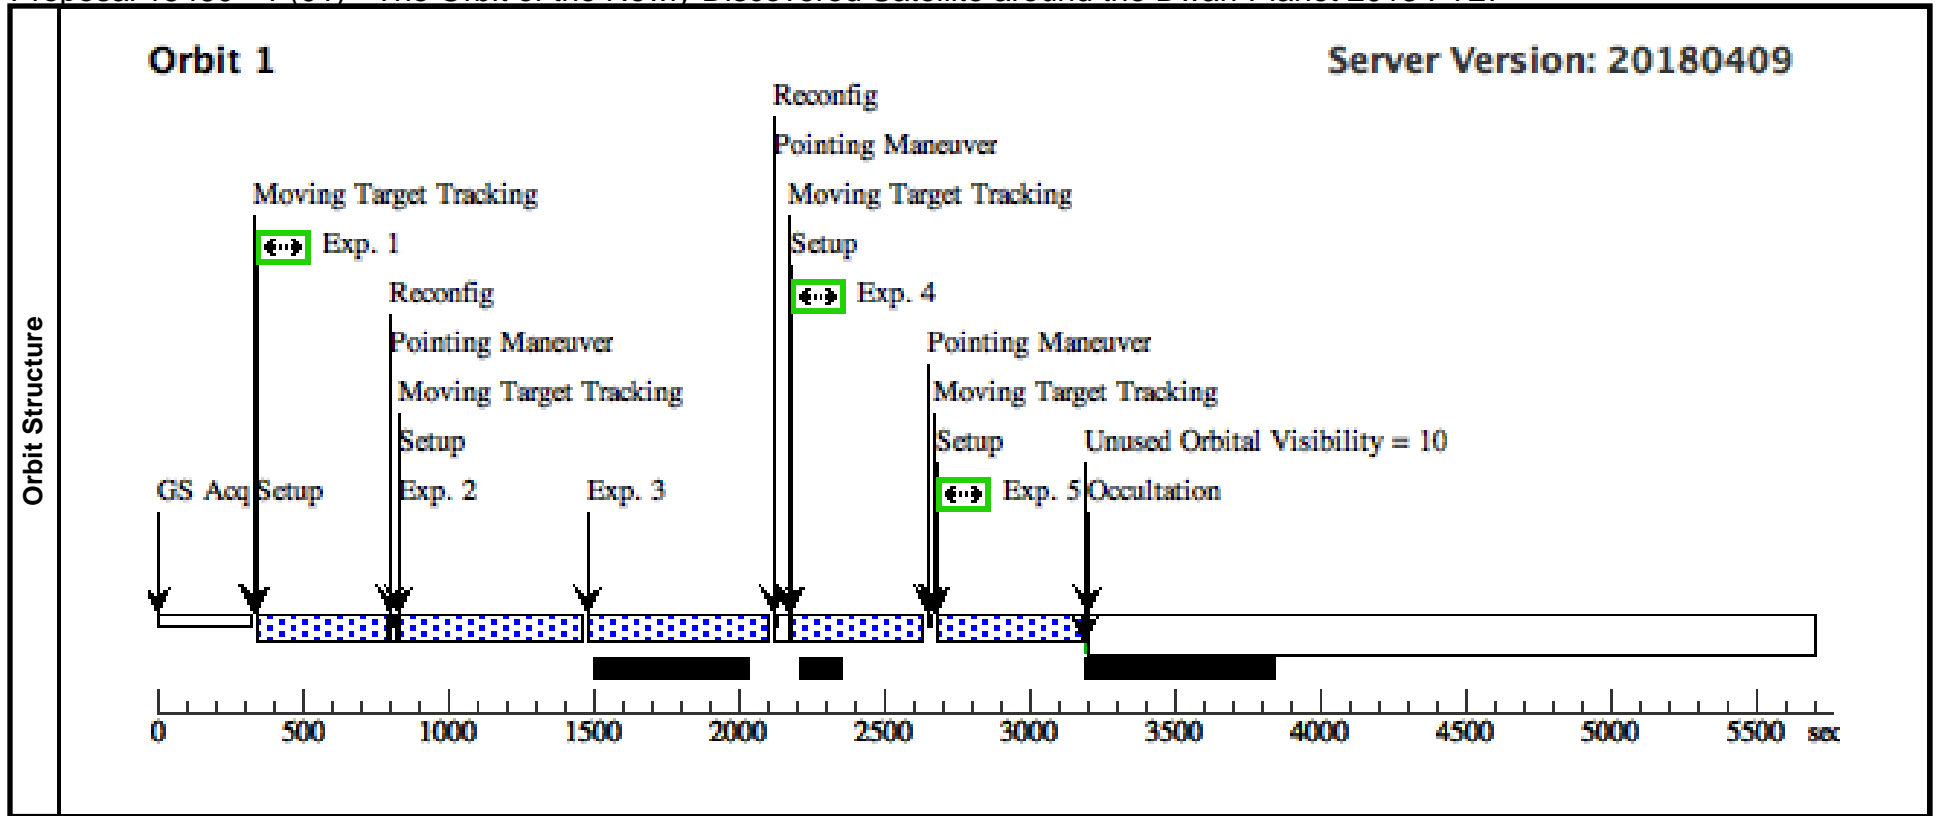 Orbit 1
Server Version: 20180409
Reconfig
Pointing Maneuver
Moving Target Tracking
Moving Target Tracking
Exp. 1
Setup
Reconfig
Exp. 4
Pointing Maneuver
Pointing Maneuver
Moving Target Tracking
Moving Target Tracking
Setup
Setup
Unused Orbital Visibility = 10
GS Acq
Setup
Exp. 2
Exp. 3
Exp. 5
Occultation
Orbit Structure
0 500 1000 1500 2000 2500 3000 3500 4000 4500 5000 5500 sec